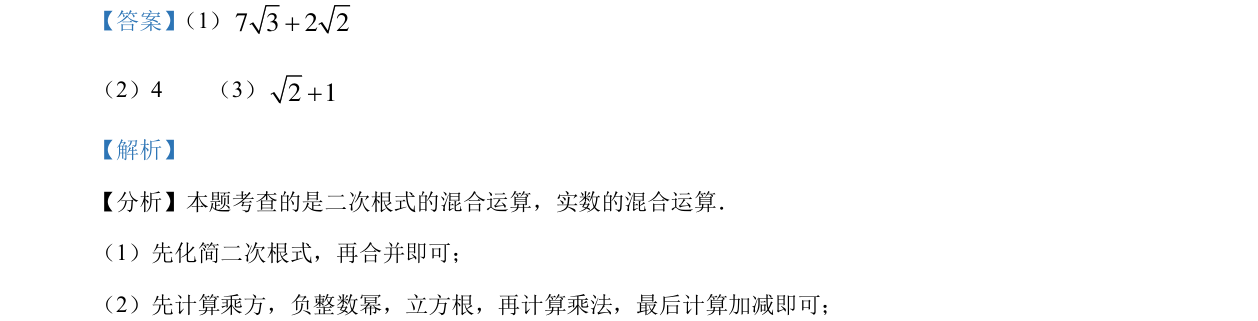 【答案】（1）7√3+2√2
（2）4 （3）√2+1
【解析】
【分析】本题考查的是二次根式的混合运算，实数的混合运算．
（1）先化简二次根式，再合并即可；
（2）先计算乘方，负整数幂，立方根，再计算乘法，最后计算加减即可；